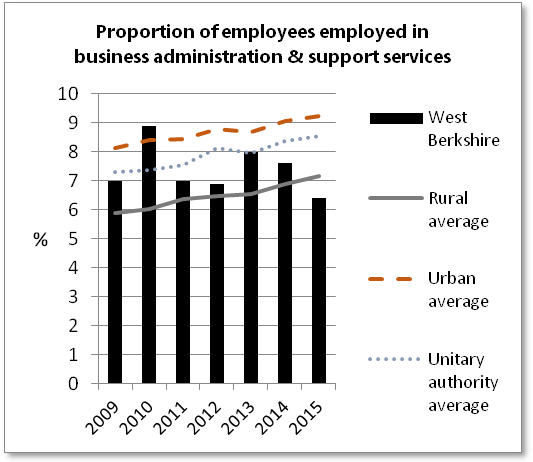 Proportion of employees employed in
business administration & support services
10
9
8
7
6
5
4
3
2
1
0
%
2009
2010
2011
2012
2013
2014
2015
West
Berkshire
Rural
average
Urban
average
Unitary
authority
average